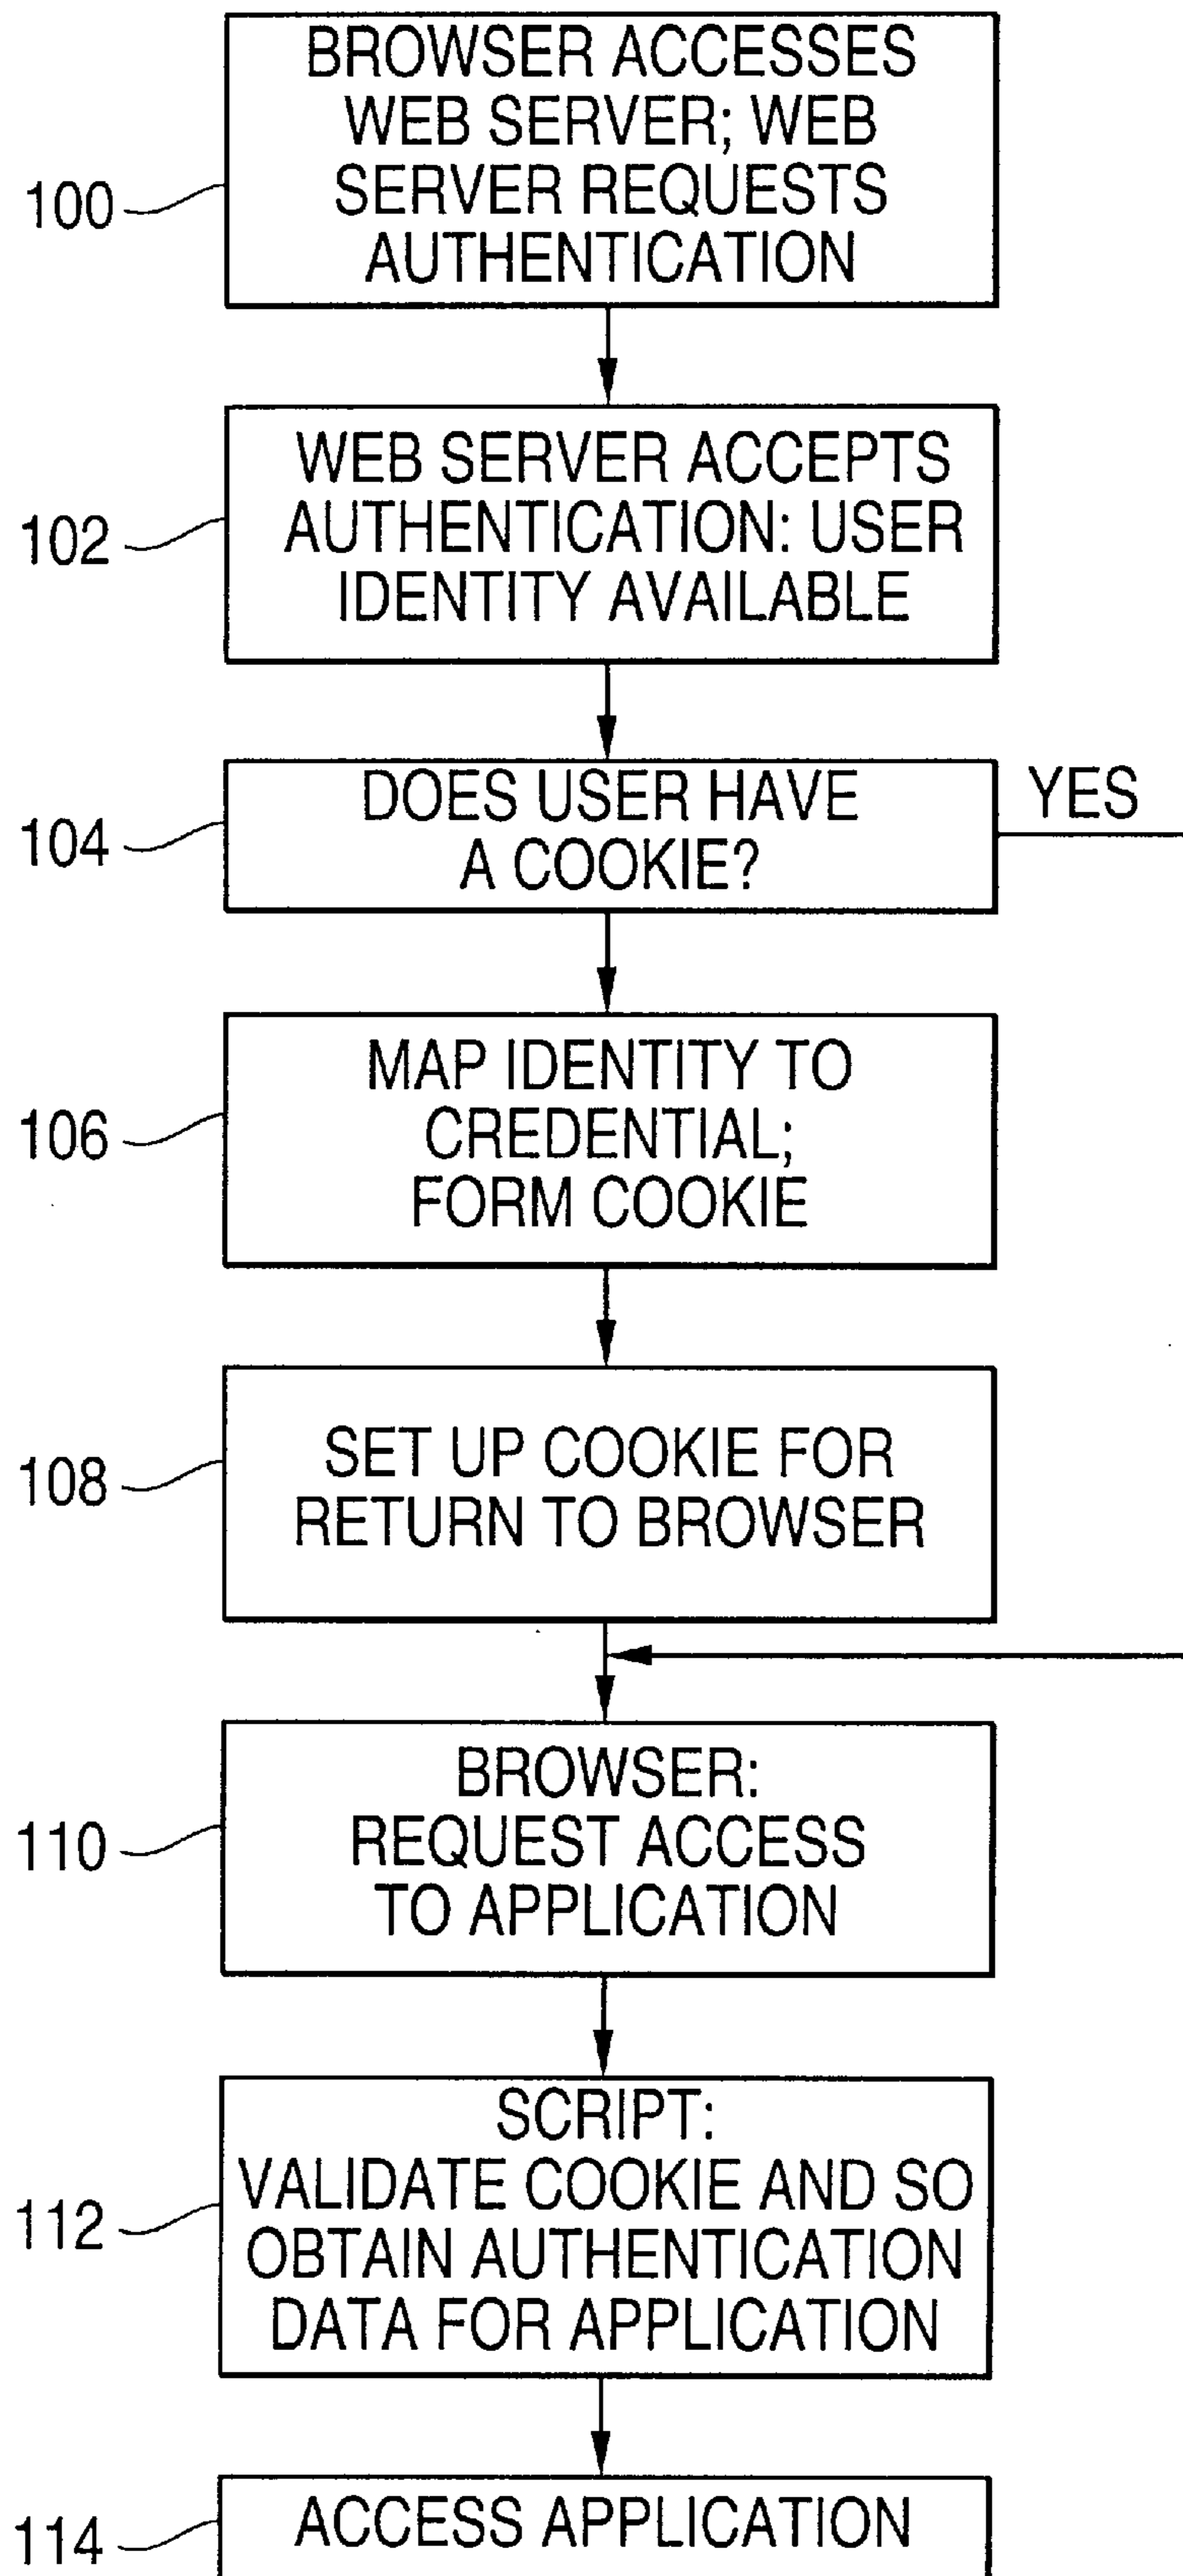 BROWSER ACCESSES
WEB SERVER; WEB
SERVER REQUESTS
AUTHENTICATION
100
WEB SERVER ACCEPTS
AUTHENTICATION: USER
IDENTITY AVAILABLE
102
DOES USER HAVE
A COOKIE?
YES
104
MAP IDENTITY TO
CREDENTIAL;
FORM COOKIE
106
SET UP COOKIE FOR
RETURN TO BROWSER
108
BROWSER:
REQUEST ACCESS
TO APPLICATION
110
SCRIPT:
VALIDATE COOKIE AND SO
OBTAIN AUTHENTICATION
DATA FOR APPLICATION
112
ACCESS APPLICATION
114